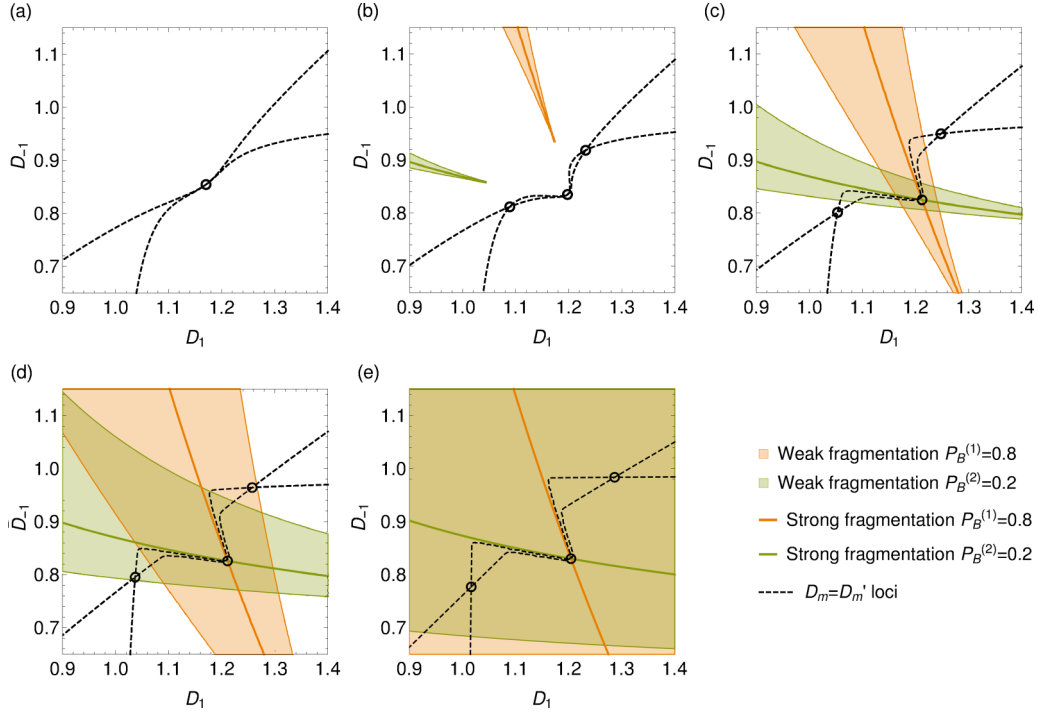 (a)
1.1
1.0
0.9
0.8
0.7
D₋₁
0.9 1.0 1.1 1.2 1.3 1.4
D₁
(b)
1.1
1.0
0.9
0.8
0.7
D₋₁
0.9 1.0 1.1 1.2 1.3 1.4
D₁
(c)
1.1
1.0
0.9
0.8
0.7
D₋₁
0.9 1.0 1.1 1.2 1.3 1.4
D₁
(d)
1.1
1.0
0.9
0.8
0.7
D₋₁
0.9 1.0 1.1 1.2 1.3 1.4
D₁
(e)
1.1
1.0
0.9
0.8
0.7
D₋₁
0.9 1.0 1.1 1.2 1.3 1.4
D₁
Weak fragmentation P_B⁽¹⁾=0.8
Weak fragmentation P_B⁽²⁾=0.2
Strong fragmentation P_B⁽¹⁾=0.8
Strong fragmentation P_B⁽²⁾=0.2
Dₘ=Dₘ' loci